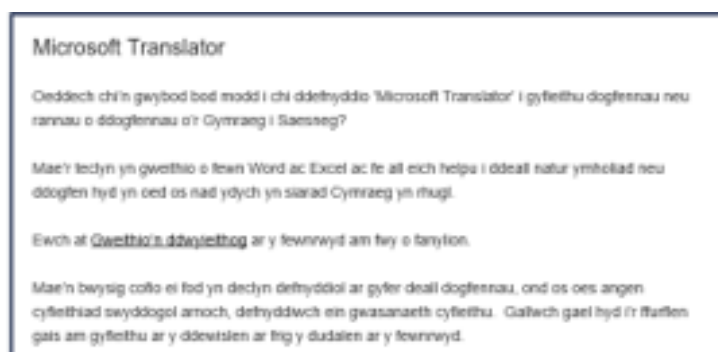 Microsoft Translator
Oeddech chi'n gwybod bod modd i chi ddefnyddio 'Microsoft Translator' i gyfieithu dogfennau neu
rannau o ddogfennau o'r Gymraeg i Saesneg?
Mae'r teclyn yn gweithio o fewn Word ac Excel ac fe all eich helpu i ddeall natur ymholiad neu
ddogfen hyd yn oed os nad ydych yn siarad Cymraeg yn rhugl.
Ewch at Gweithio'n ddwyieithog ar y fewnrwyd am fwy o fanylion.
Mae'n bwysig cofio ei fod yn declyn defnyddiol ar gyfer deall dogfennau, ond os oes angen
cyfieithiad swyddogol arnoch, defnyddiwch ein gwasanaeth cyfieithu. Gallwch gael hyd i'r ffurflen
gais am gyfieithu ar y ddewislen ar frig y dudalen ar y fewnrwyd.